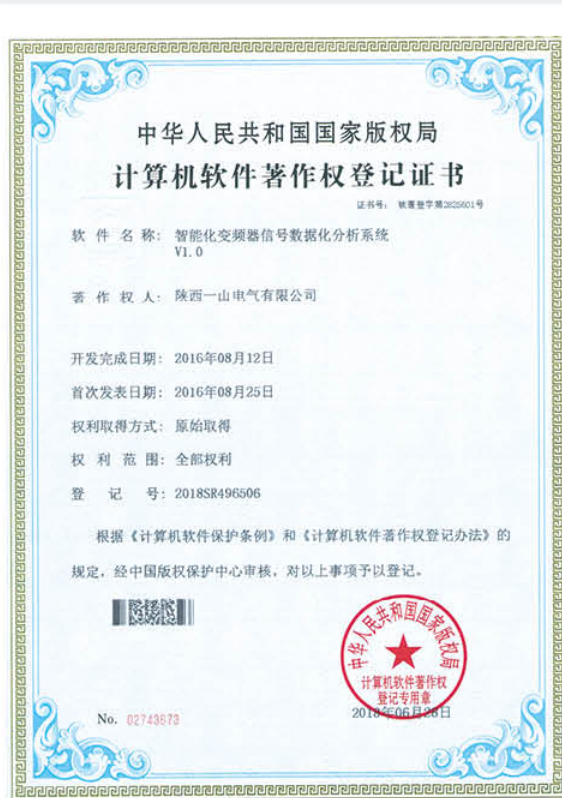 中华人民共和国国家版权局
计算机软件著作权登记证书
证书号: 软著登字第2825601号
软件名称: 智能化变频器信号数据化分析系统
V1.0
著作权人: 陕西一山电气有限公司
开发完成日期: 2016年08月12日
首次发表日期: 2016年08月25日
权利取得方式: 原始取得
权利范围: 全部权利
登记号: 2018SR496506
根据《计算机软件保护条例》和《计算机软件著作权登记办法》的
规定,经中国版权保护中心审核,对以上事项予以登记。
中华人民共和国国家版权局
计算机软件著作权
登记专用章
No. 02743673
2018年06月28日